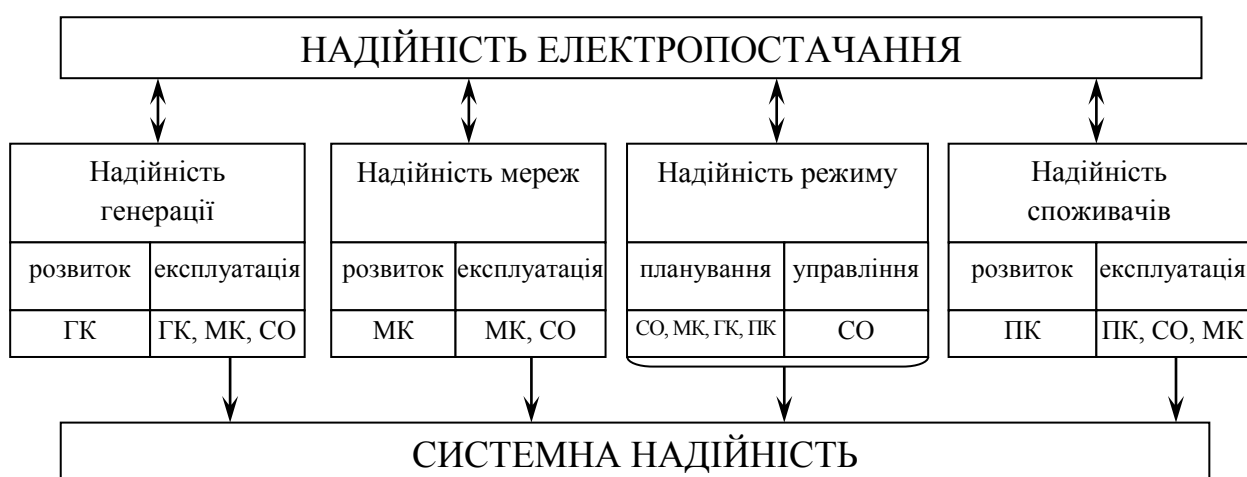 НАДІЙНІСТЬ ЕЛЕКТРОПОСТАЧАННЯ
Надійність
генерації
розвиток
експлуатація
ГК
ГК, МК, СО
Надійність мереж
розвиток
експлуатація
МК
МК, СО
Надійність режиму
планування
управління
СО, МК, ГК, ПК
СО
Надійність
споживачів
розвиток
експлуатація
ПК
ПК, СО, МК
СИСТЕМНА НАДІЙНІСТЬ